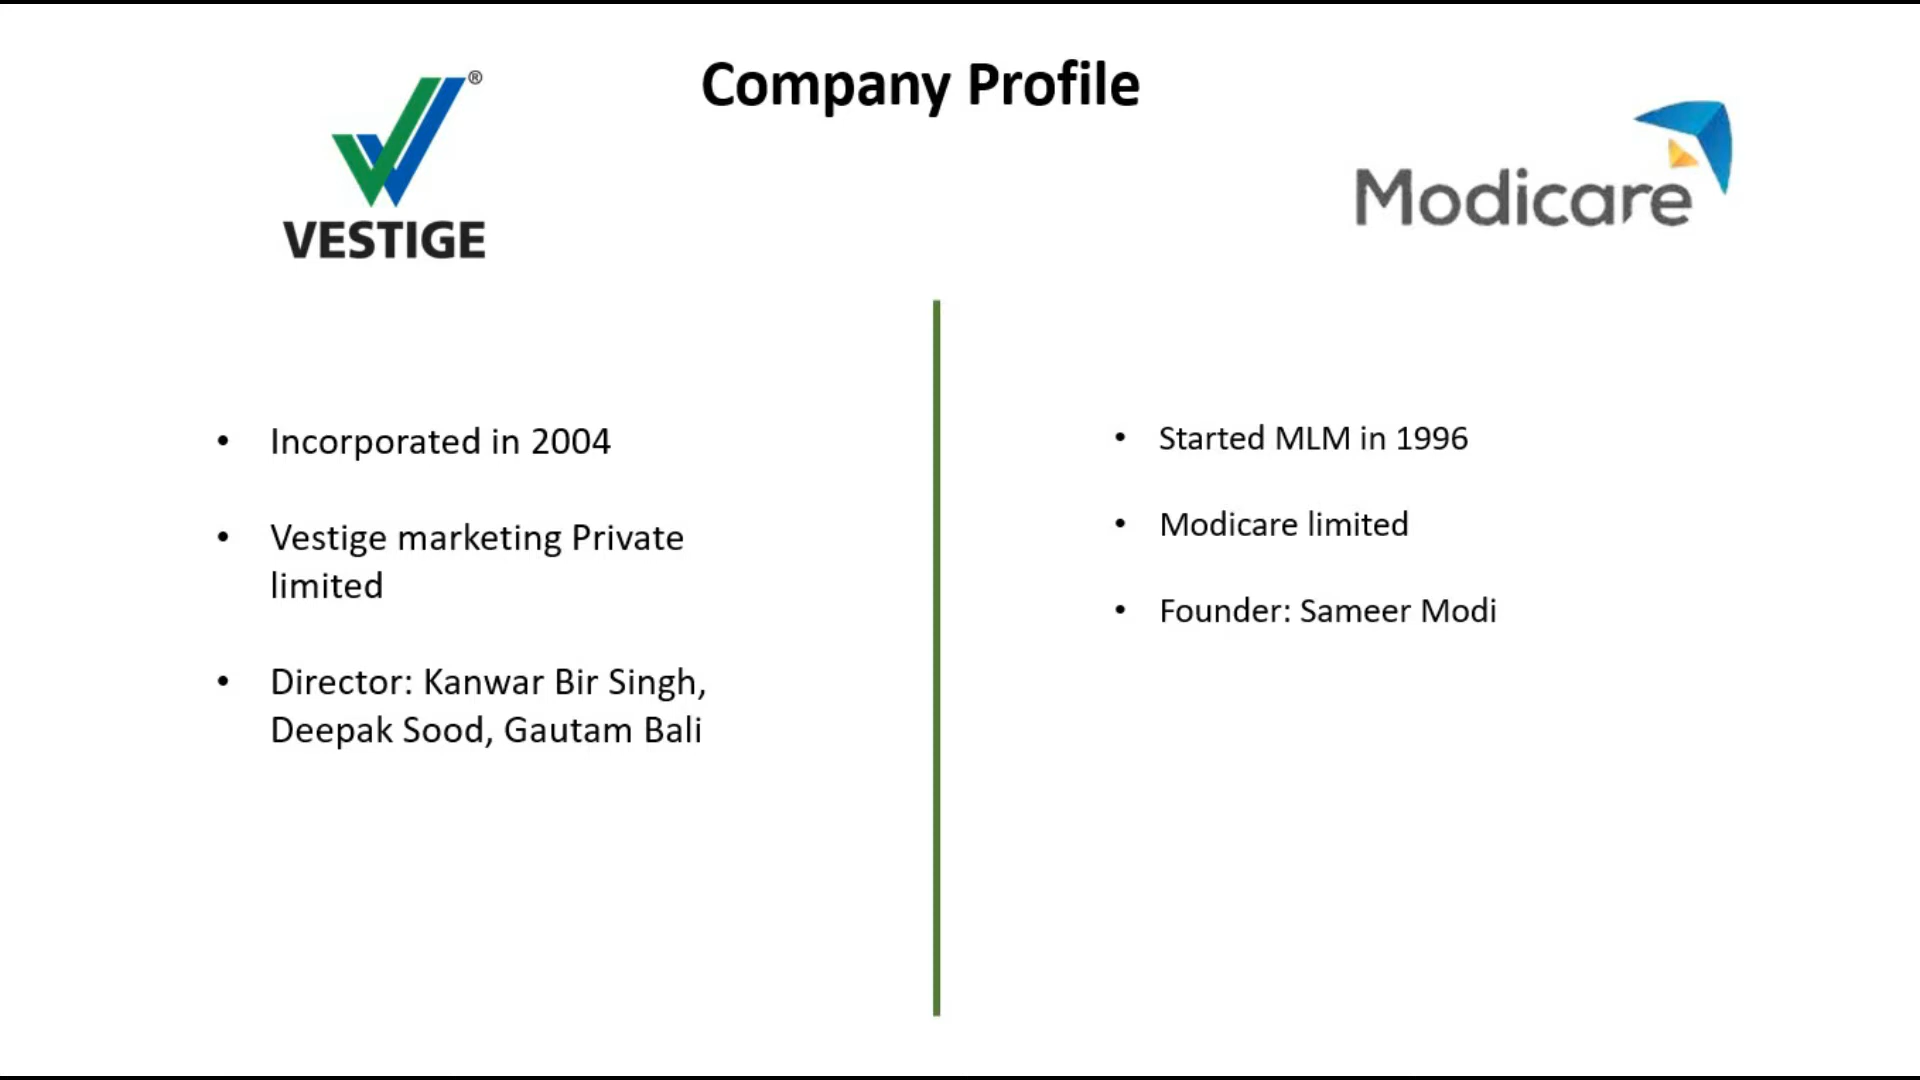 Company Profile
®
VESTIGE
Modicare
• Incorporated in 2004
• Vestige marketing Private
limited
• Director: Kanwar Bir Singh,
Deepak Sood, Gautam Bali
• Started MLM in 1996
• Modicare limited
• Founder: Sameer Modi